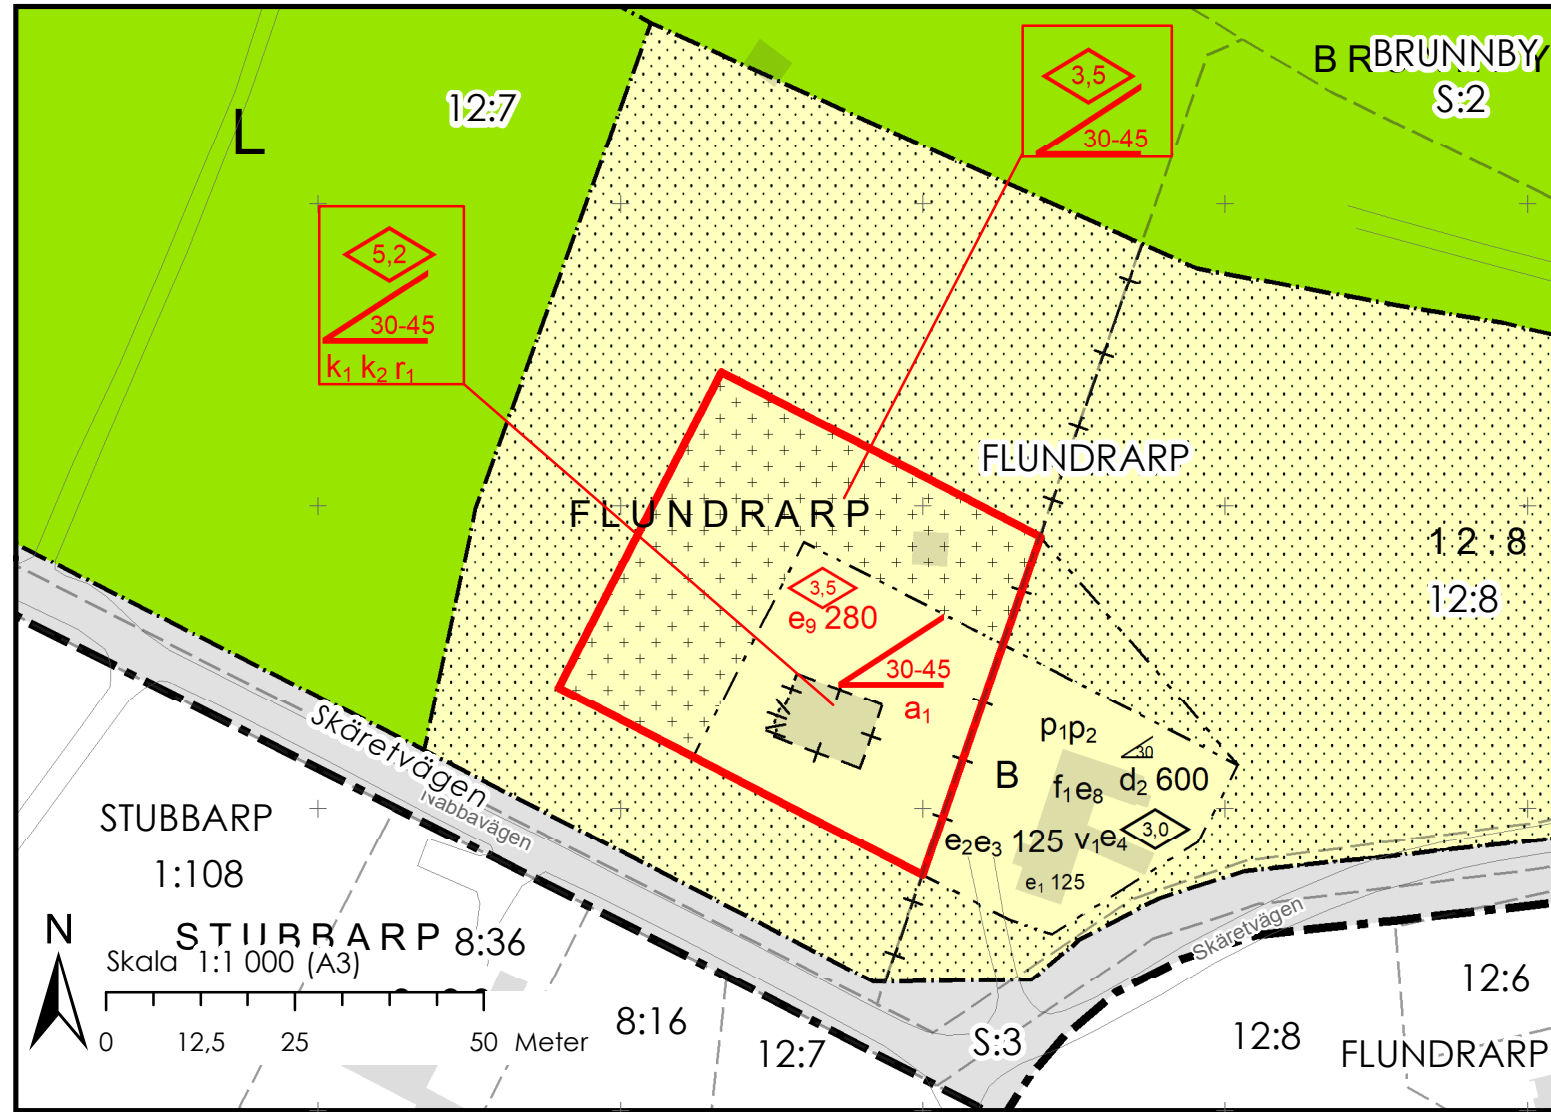 3,5
30-45
BRUNNBY
BRUNNBY
S:2
12:7
L
5,2
30-45
k₁ k₂ r₁
FLUNDRARP
FLUNDRARP
12:8
12:8
3,5
e₉ 280
30-45
a₁
p₁p₂
30
B
f₁e₈
d₂ 600
e₂e₃ 125 v₁e₄
3,0
e₁ 125
Skäretvägen
Nabbavägen
Skäretvägen
STUBBARP
1:108
N
STUBBARP
8:36
Skala 1:1 000 (A3)
0 12,5 25 50 Meter
8:16
12:7
S:3
12:6
12:8
FLUNDRARP